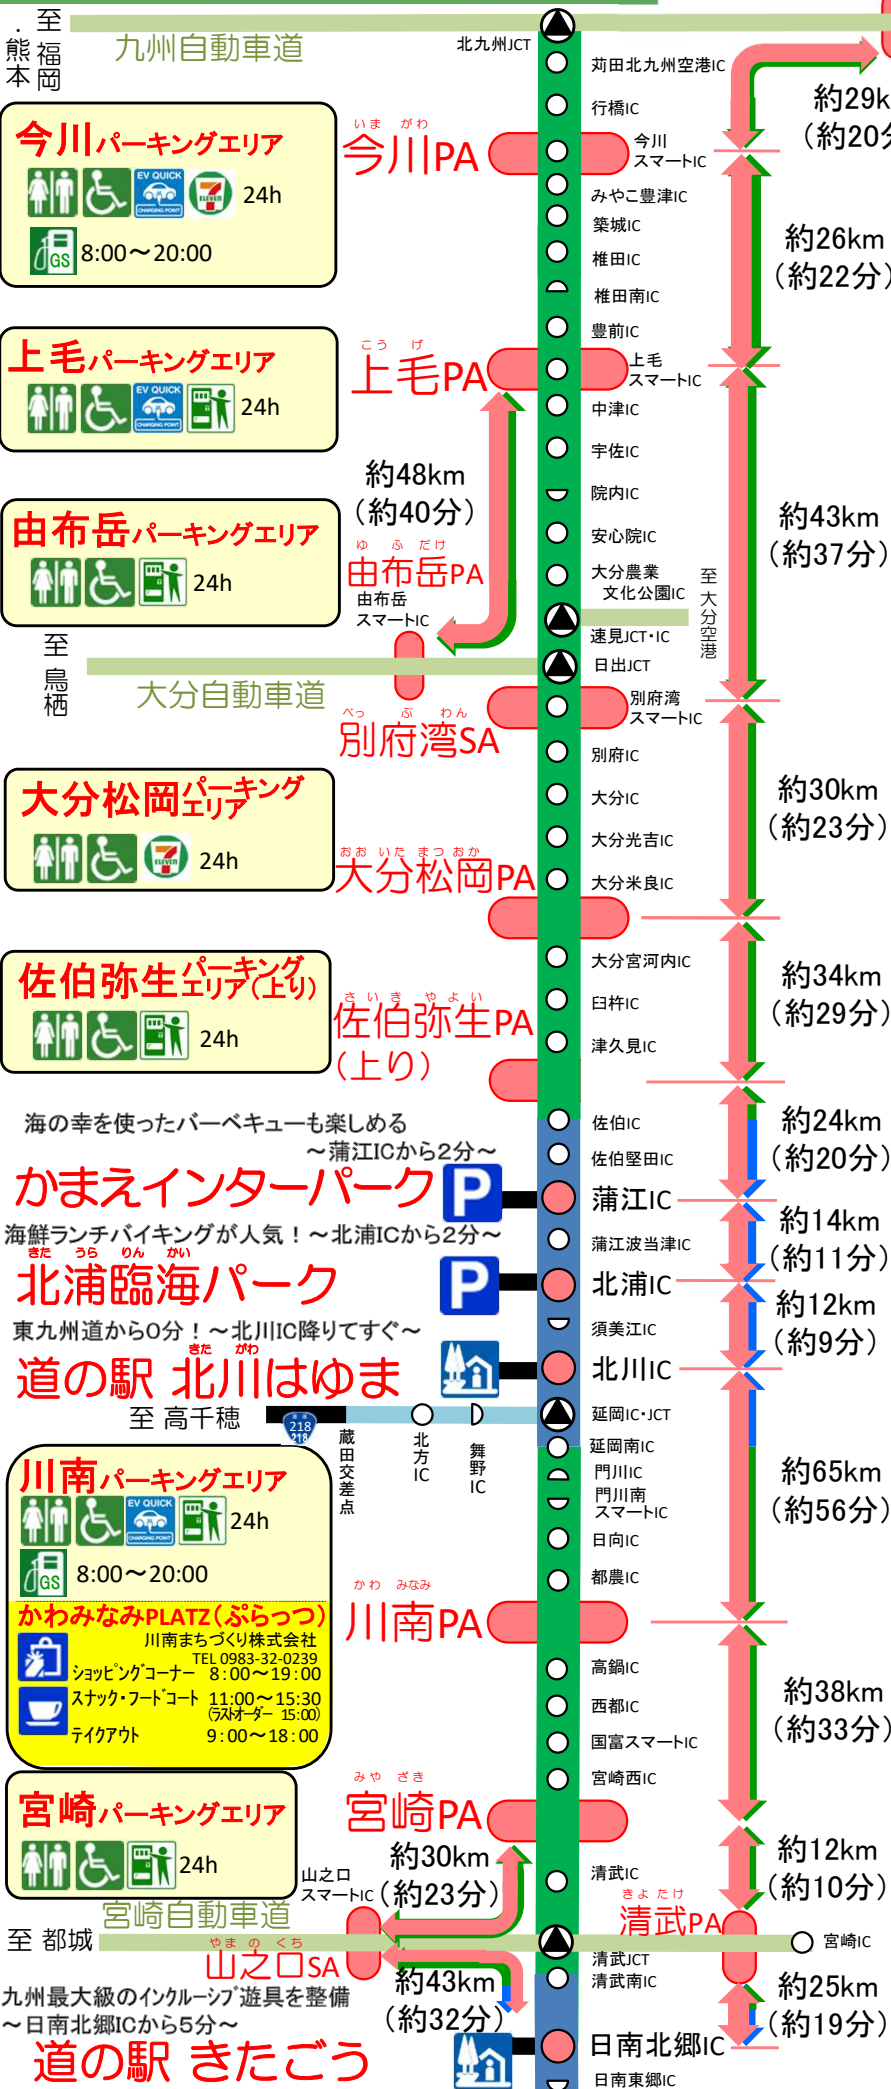 至 福岡・熊本
九州自動車道
北九州JCT
苅田北九州空港IC
行橋IC
約29k
（約20分
今川パーキングエリア
EV QUICK
CHARGING POINT
ELEVEN
24h
GS
8:00～20:00
いま がわ
今川PA
今川
スマートIC
みやこ豊津IC
築城IC
椎田IC
椎田南IC
豊前IC
約26km
（約22分）
上毛パーキングエリア
EV QUICK
CHARGING POINT
24h
こう げ
上毛PA
上毛
スマートIC
中津IC
宇佐IC
院内IC
安心院IC
大分農業
文化公園IC
約48km
（約40分）
約43km
（約37分）
由布岳パーキングエリア
24h
ゆ ふ だけ
由布岳PA
由布岳
スマートIC
至 大分空港
速見JCT・IC
日出JCT
至 鳥栖
大分自動車道
べっ ぷ わん
別府湾SA
別府湾
スマートIC
別府IC
大分IC
大分光吉IC
大分米良IC
約30km
（約23分）
大分松岡パーキング
エリア
ELEVEN
24h
おお いた まつ おか
大分松岡PA
大分宮河内IC
臼杵IC
津久見IC
約34km
（約29分）
佐伯弥生パーキング
エリア（上り）
24h
さ い き や よ い
佐伯弥生PA
（上り）
佐伯IC
佐伯堅田IC
約24km
（約20分）
海の幸を使ったバーベキューも楽しめる
～蒲江ICから2分～
かまえインターパーク
P
蒲江IC
蒲江波当津IC
約14km
（約11分）
海鮮ランチバイキングが人気！～北浦ICから2分～
きた うら りん かい
北浦臨海パーク
P
北浦IC
須美江IC
約12km
（約9分）
東九州道から0分！～北川IC降りてすぐ～
きた がわ
道の駅 北川はゆま
北川IC
至 高千穂
218
218
蔵田交差点
北方IC
舞野IC
延岡IC・JCT
延岡南IC
門川IC
門川南
スマートIC
日向IC
都農IC
約65km
（約56分）
川南パーキングエリア
EV QUICK
CHARGING POINT
24h
GS
8:00～20:00
かわみなみPLATZ（ぷらっつ）
川南まちづくり株式会社
TEL 0983-32-0239
ショッピングコーナー 8:00～19:00
スナック・フードコート 11:00～15:30
（ラストオーダー 15:00）
テイクアウト 9:00～18:00
かわ みなみ
川南PA
高鍋IC
西都IC
国富スマートIC
宮崎西IC
約38km
（約33分）
宮崎パーキングエリア
24h
みや ざき
宮崎PA
約30km
（約23分）
山之口
スマートIC
清武IC
約12km
（約10分）
宮崎自動車道
至 都城
やま の くち
山之口SA
きよ たけ
清武PA
宮崎IC
清武JCT
清武南IC
約43km
（約32分）
約25km
（約19分）
九州最大級のインクルーシブ遊具を整備
～日南北郷ICから5分～
道の駅 きたごう
日南北郷IC
日南東郷IC